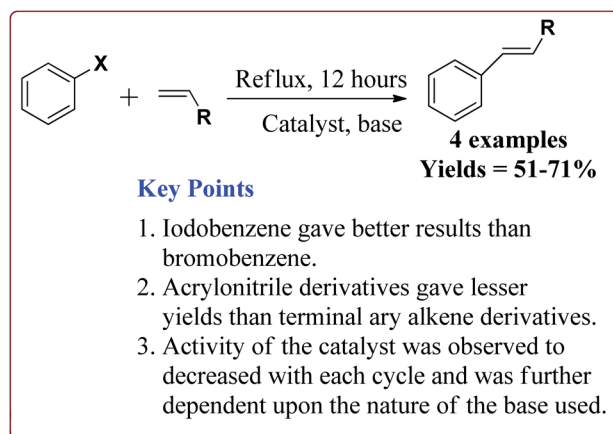 X
+
R
Reflux, 12 hours
Catalyst, base
R
4 examples
Yields = 51-71%
Key Points
1. Iodobenzene gave better results than
bromobenzene.
2. Acrylonitrile derivatives gave lesser
yields than terminal ary alkene derivatives.
3. Activity of the catalyst was observed to
decreased with each cycle and was further
dependent upon the nature of the base used.